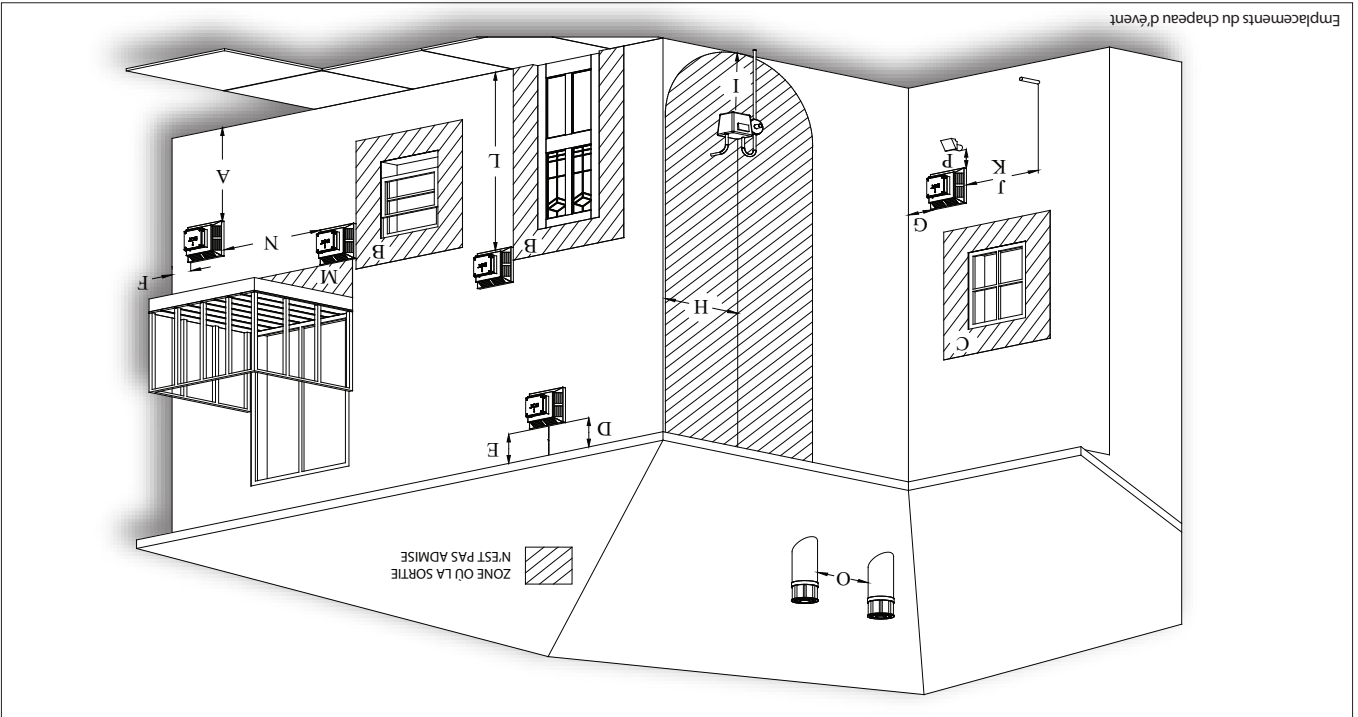 Emplacements du chapeau d'évent
A
F
N
M
B
L
B
I
H
P
K
J
G
C
D
E
ZONE OÙ LA SORTIE
N'EST PAS ADMISE
O